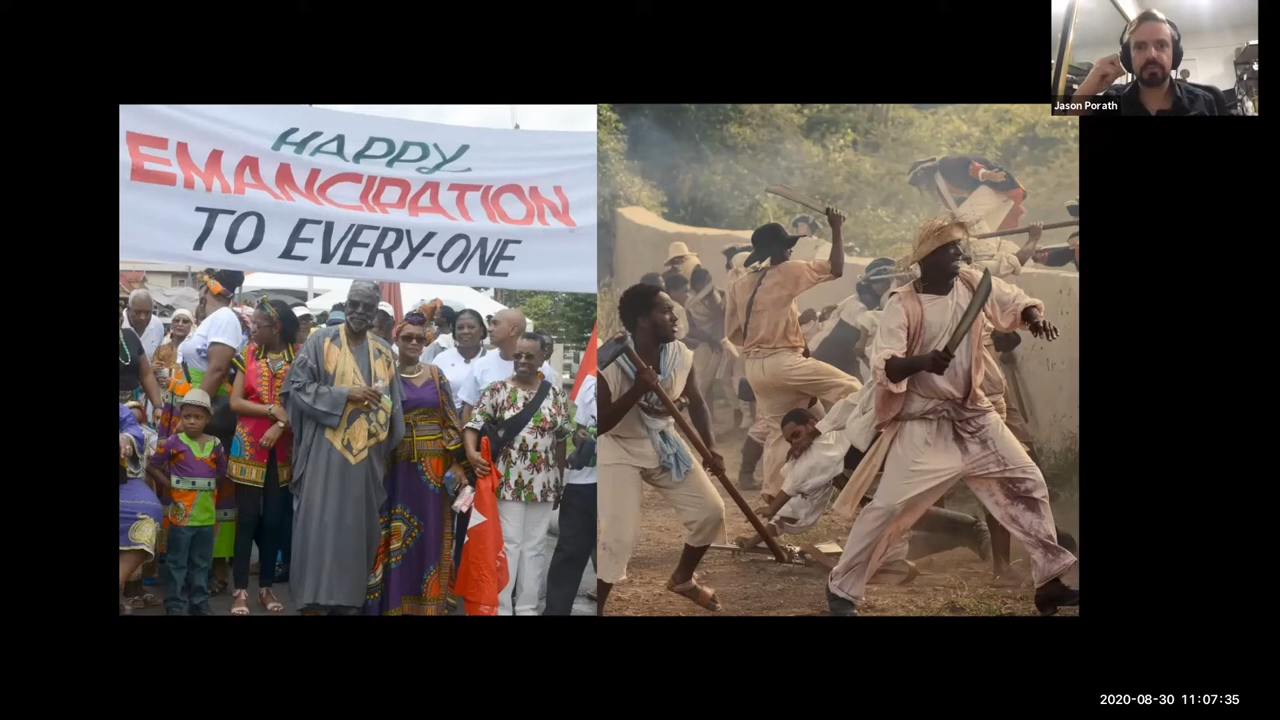 HAPPY
EMANCIPATION
TO EVERY-ONE
Jason Porath
2020-08-30 11:07:35